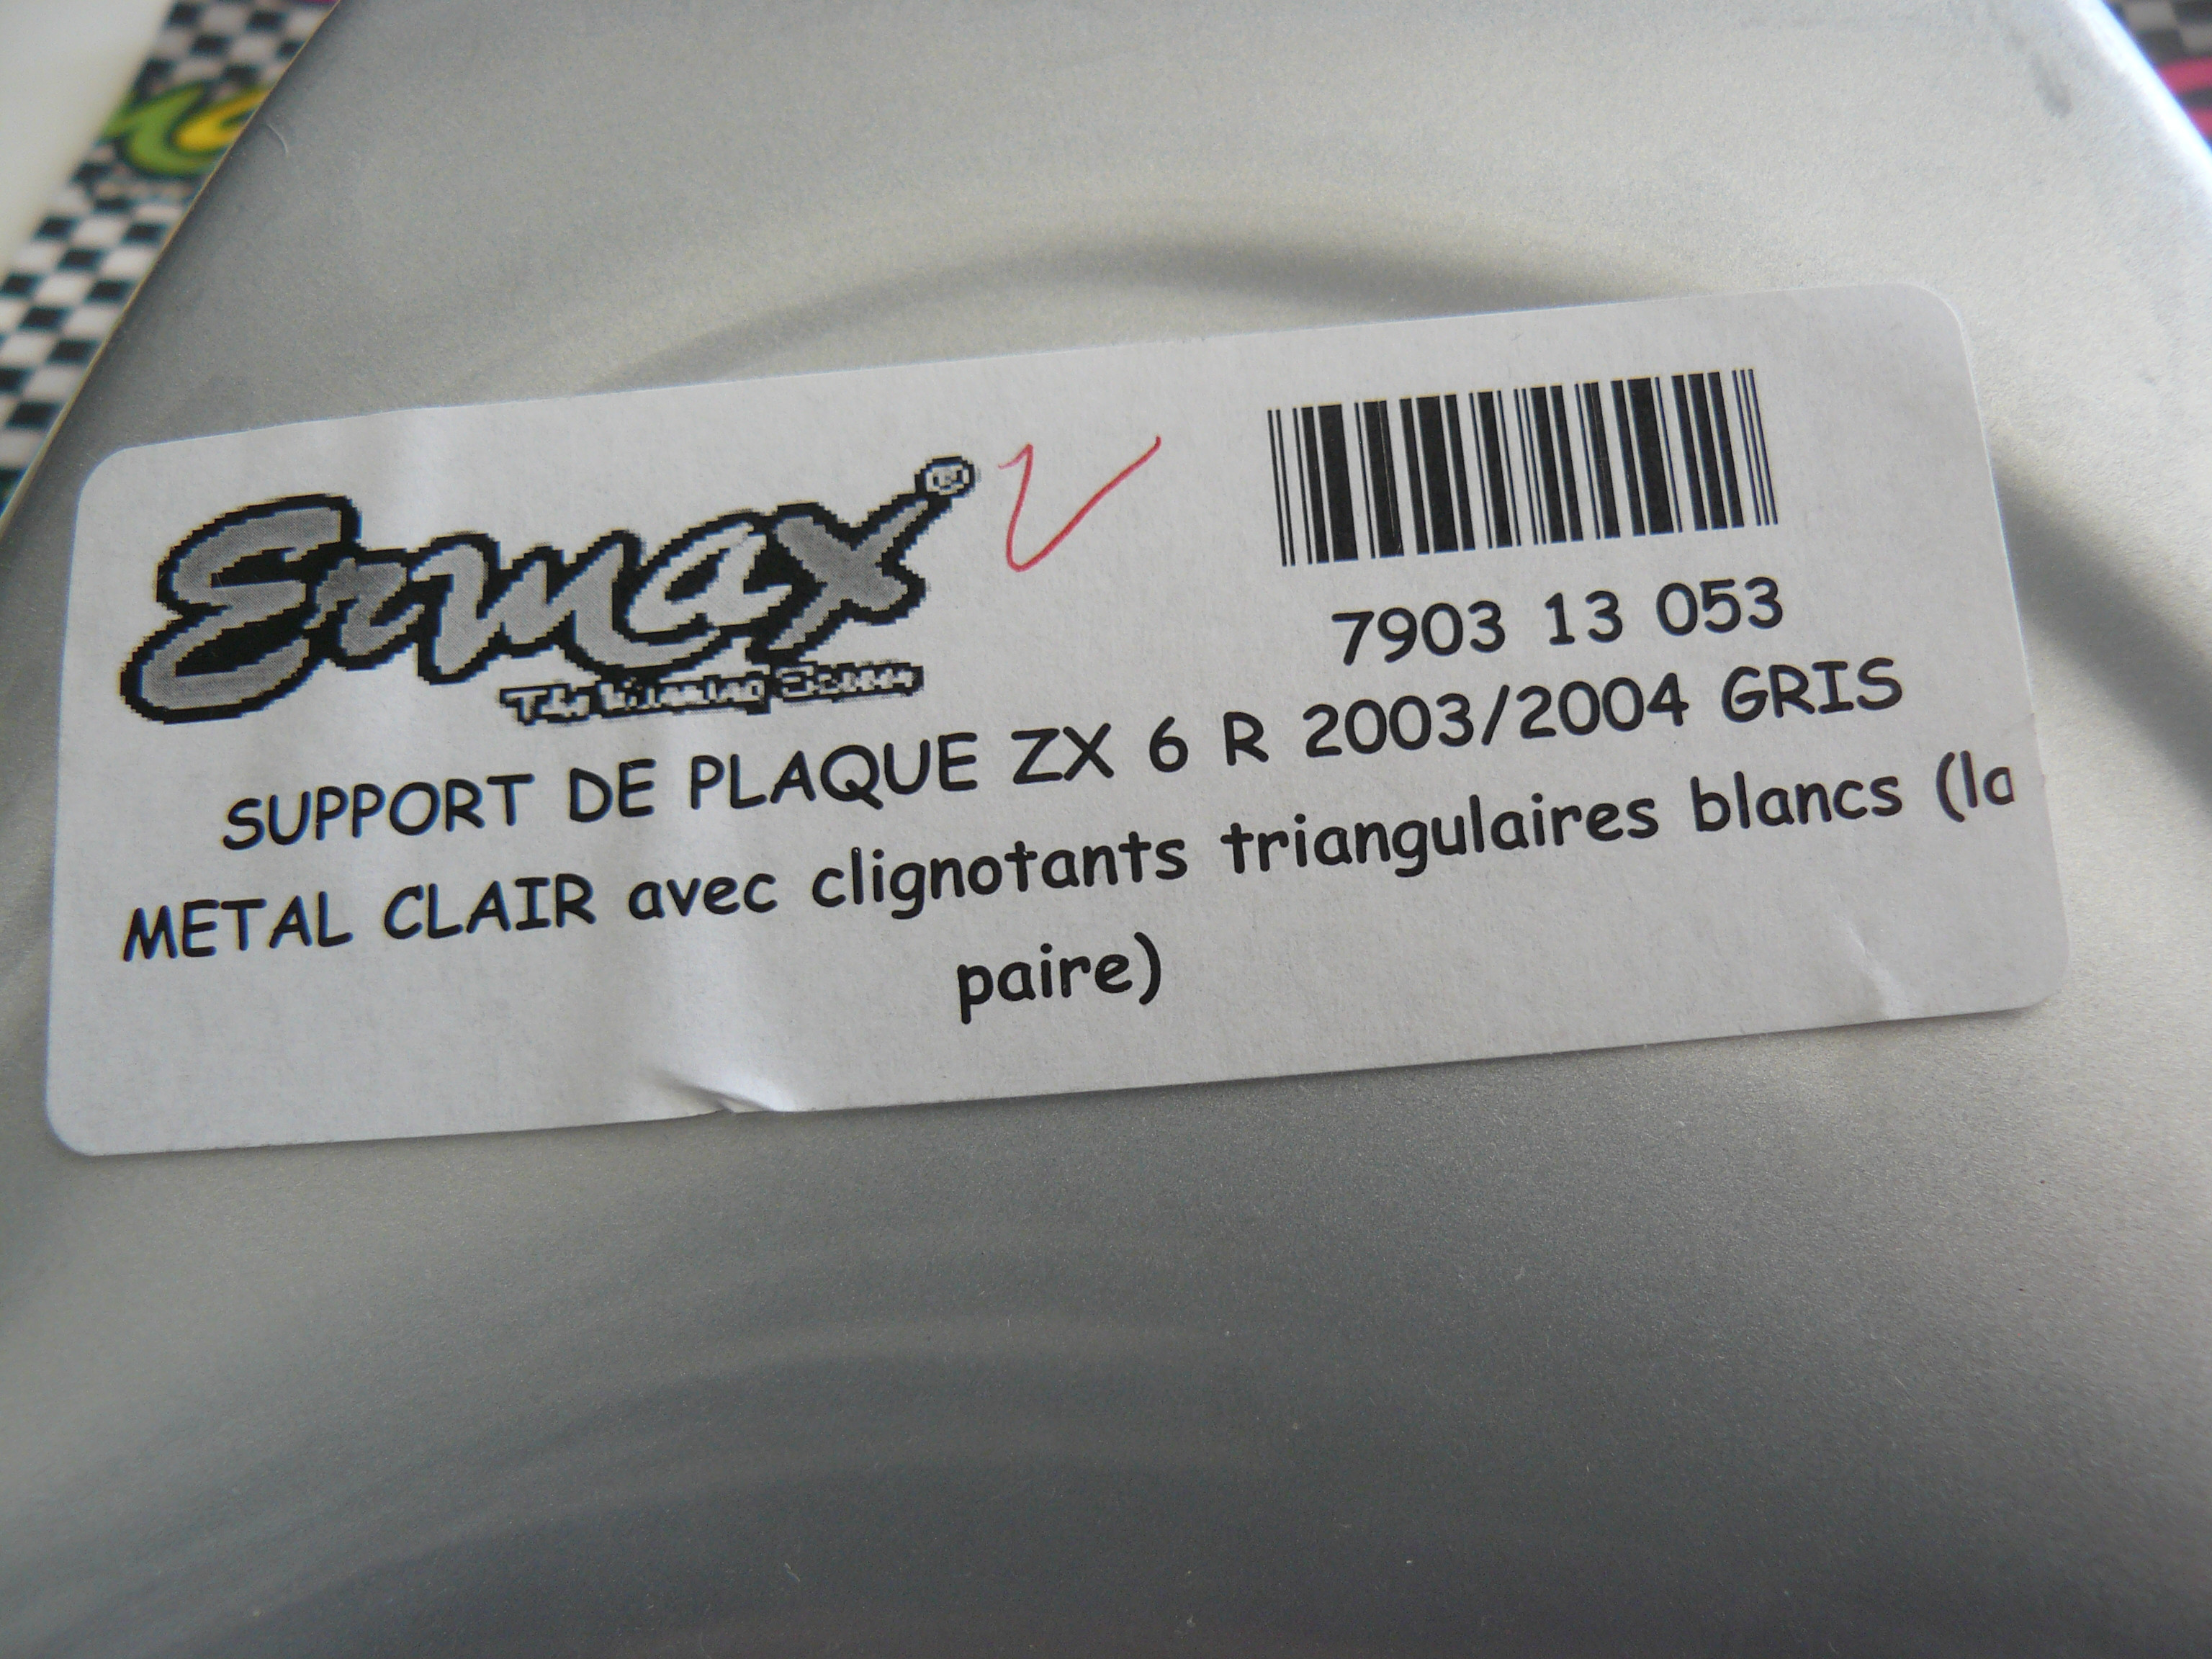 Ermax®
7903 13 053
SUPPORT DE PLAQUE ZX 6 R 2003/2004 GRIS
METAL CLAIR avec clignotants triangulaires blancs (la
paire)